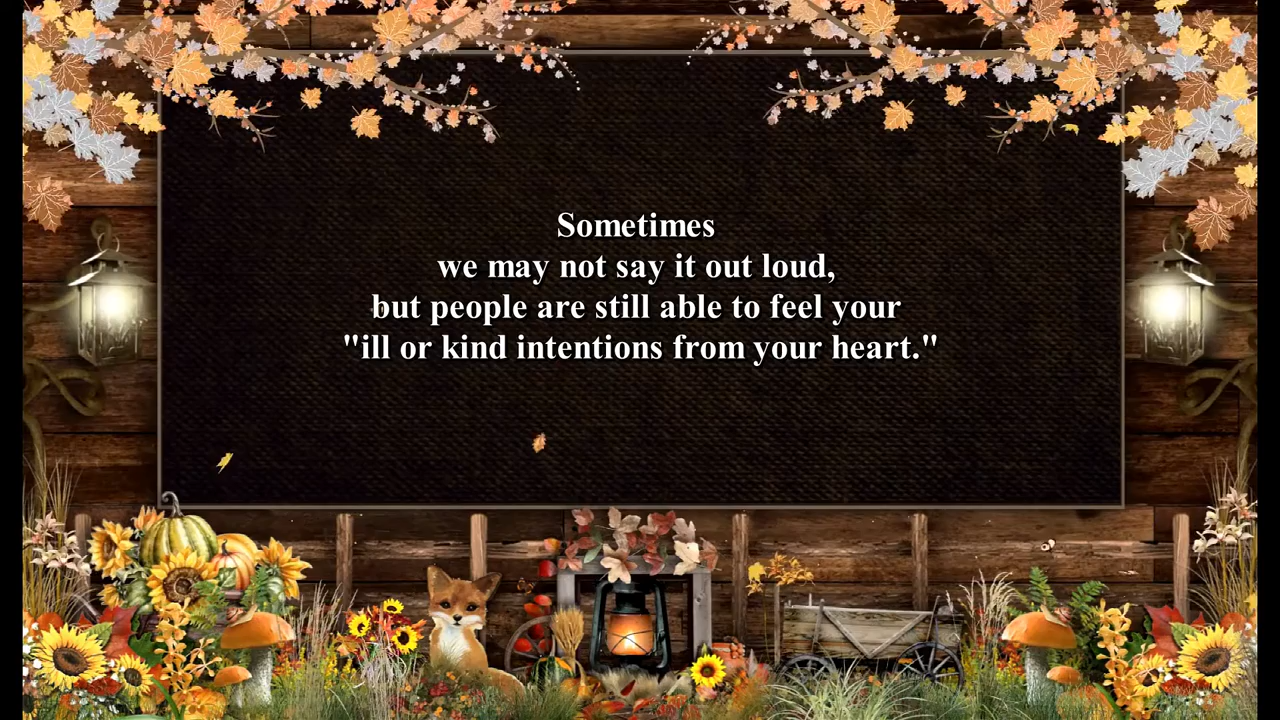 Sometimes
we may not say it out loud,
but people are still able to feel your
"ill or kind intentions from your heart."